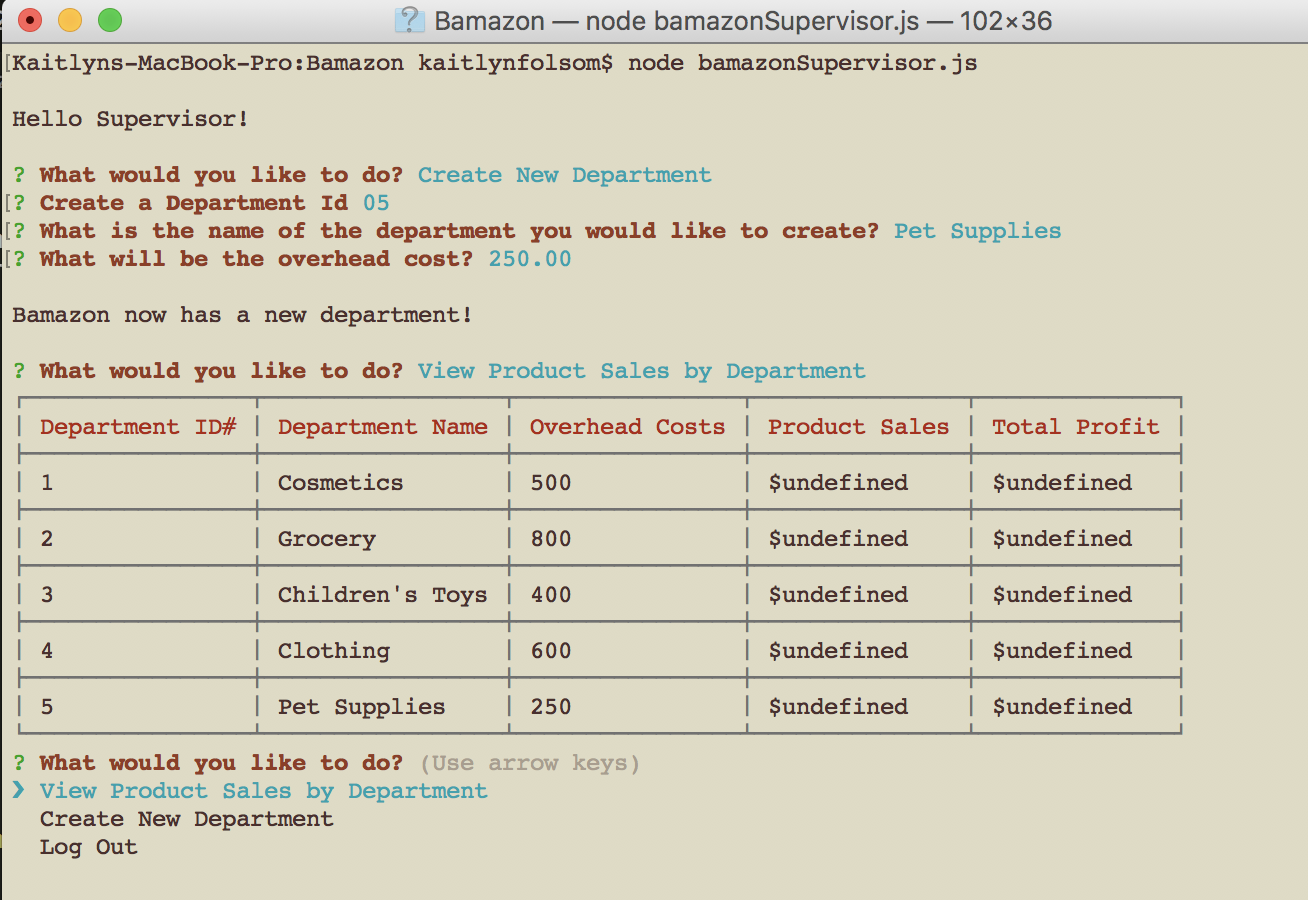 Bamazon — node bamazonSupervisor.js — 102×36
[Kaitlyns-MacBook-Pro:Bamazon kaitlynfolsom$ node bamazonSupervisor.js
Hello Supervisor!
? What would you like to do? Create New Department
[? Create a Department Id 05
[? What is the name of the department you would like to create? Pet Supplies
[? What will be the overhead cost? 250.00
Bamazon now has a new department!
? What would you like to do? View Product Sales by Department
Department ID# | Department Name | Overhead Costs | Product Sales | Total Profit
1 | Cosmetics | 500 | $undefined | $undefined
2 | Grocery | 800 | $undefined | $undefined
3 | Children's Toys | 400 | $undefined | $undefined
4 | Clothing | 600 | $undefined | $undefined
5 | Pet Supplies | 250 | $undefined | $undefined
? What would you like to do? (Use arrow keys)
❯ View Product Sales by Department
Create New Department
Log Out